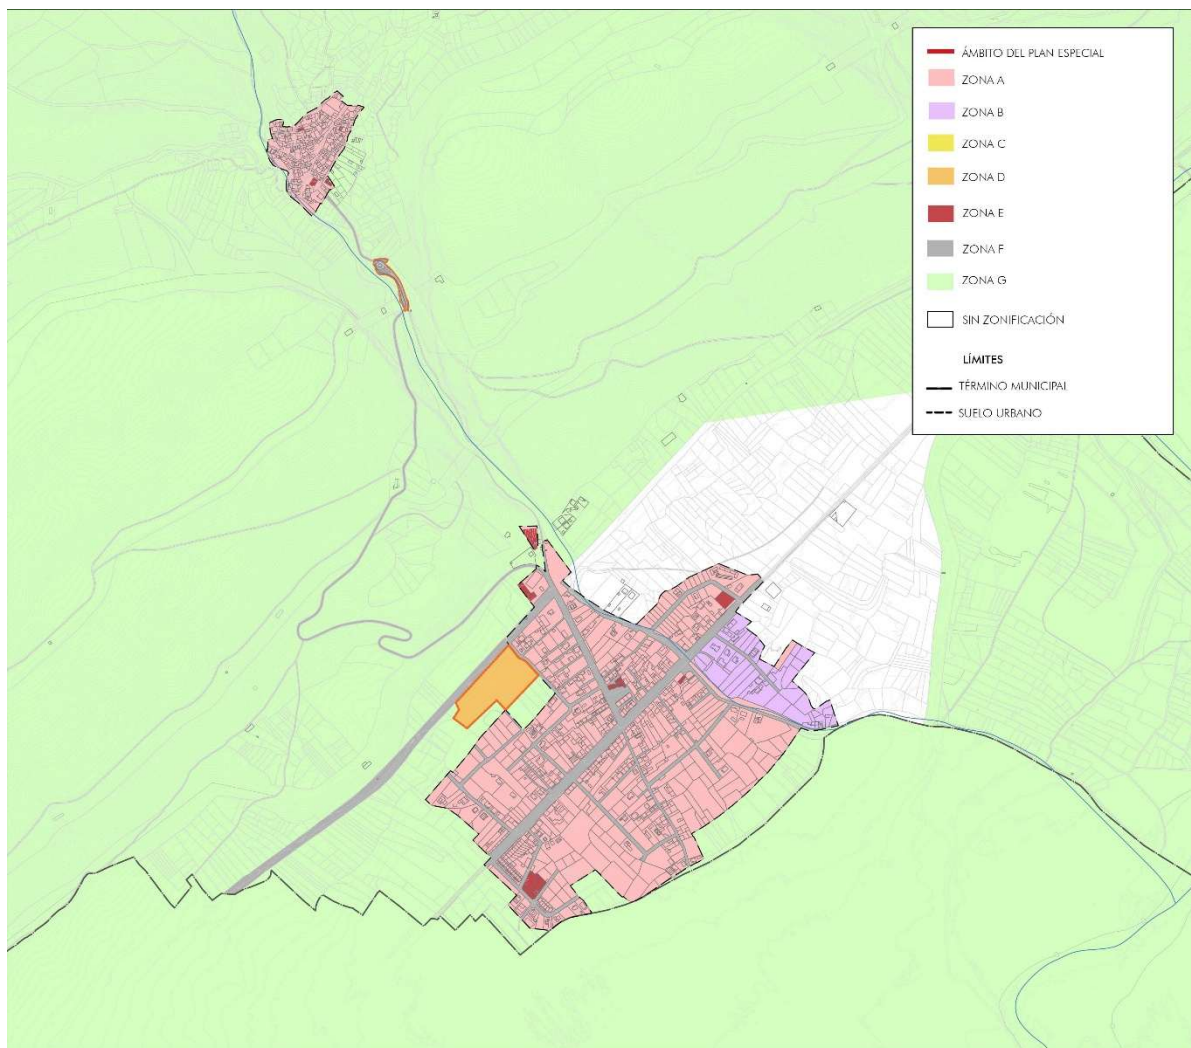 ÁMBITO DEL PLAN ESPECIAL
ZONA A
ZONA B
ZONA C
ZONA D
ZONA E
ZONA F
ZONA G
SIN ZONIFICACIÓN
LÍMITES
TÉRMINO MUNICIPAL
SUELO URBANO